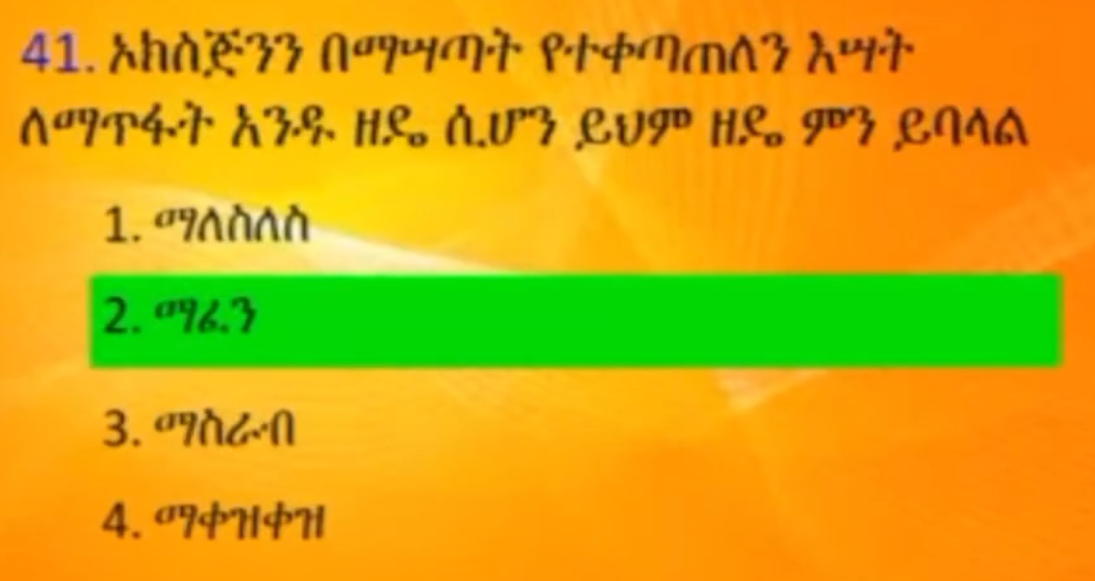 41. ኦክስጅንን በማሣጣት የተቀጣጠለን እሣት
ለማጥፋት አንዱ ዘዴ ሲሆን ይህም ዘዴ ምን ይባላል
1. ማለስለስ
2. ማፈን
3. ማስራብ
4. ማቀዝቀዝ